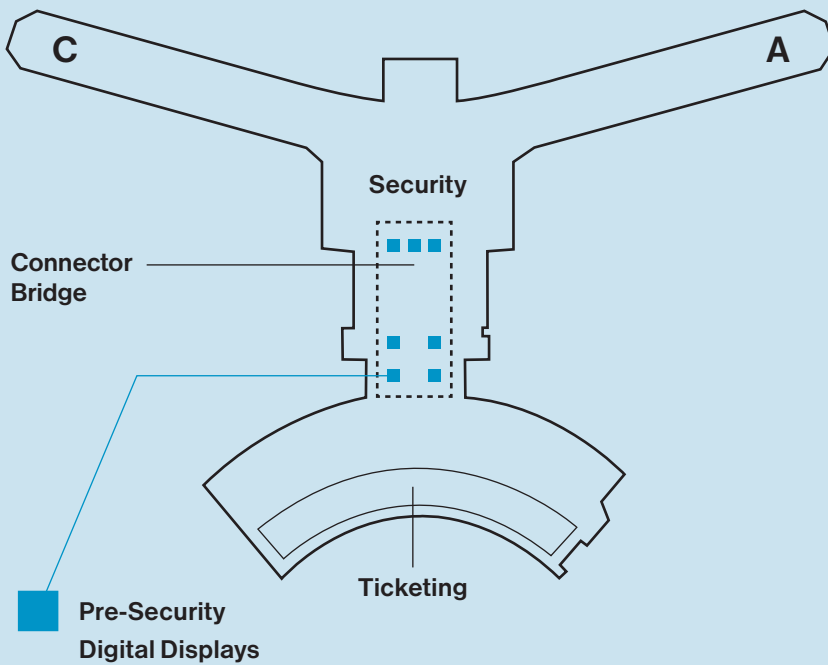 C
A
Security
Connector
Bridge
Ticketing
Pre-Security
Digital Displays